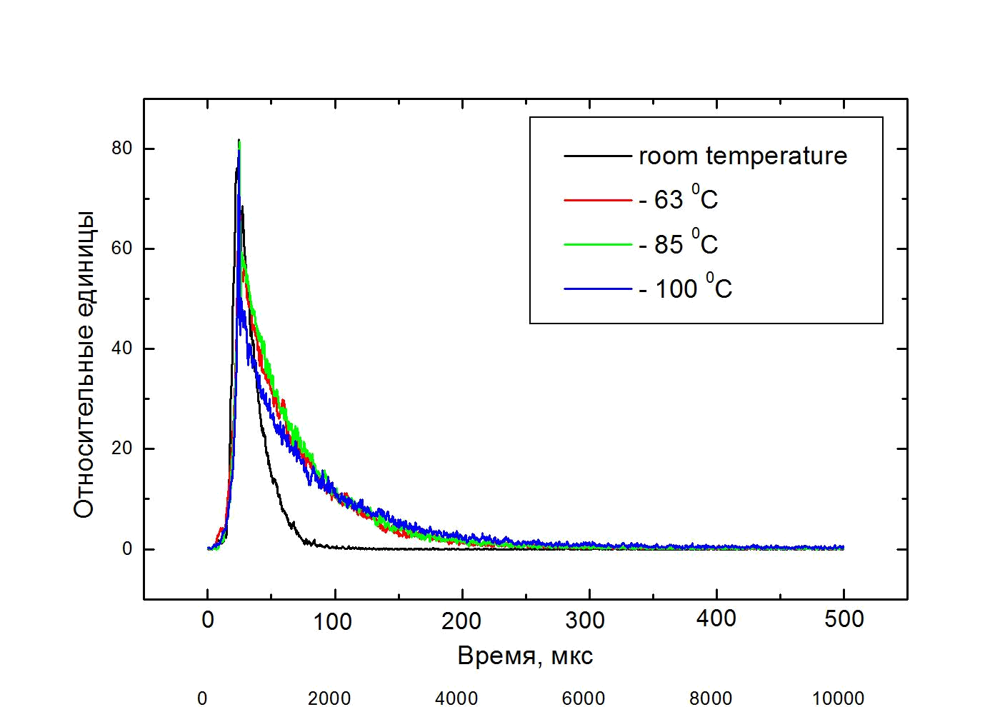 80
60
40
20
0
Относительные единицы
room temperature
- 63 ⁰C
- 85 ⁰C
- 100 ⁰C
0 100 200 300 400 500
Время, мкс
0 2000 4000 6000 8000 10000